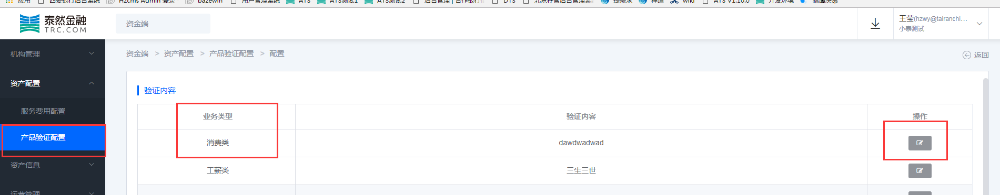 应用 西安银行后台系统 Hzcms Admin 登录 bazewin 用户管理系统 ATS ATS测试1 ATS测试2 后台管理 | 合作银行 DTS 北京存管后台管理系 提需求 禅道 wiki ATS V1.10.0 开发环境 猎鹰决策
泰然金融
TRC.COM
资金端
王莹(hzwy@tairanchi...
小泰测试
机构管理
资产配置
服务费用配置
产品验证配置
资产信息
运营管理
资金端 > 资产配置 > 产品验证配置 > 配置
返回
验证内容
业务类型 验证内容 操作
消费类 dawdwadwad
工薪类 三生三世